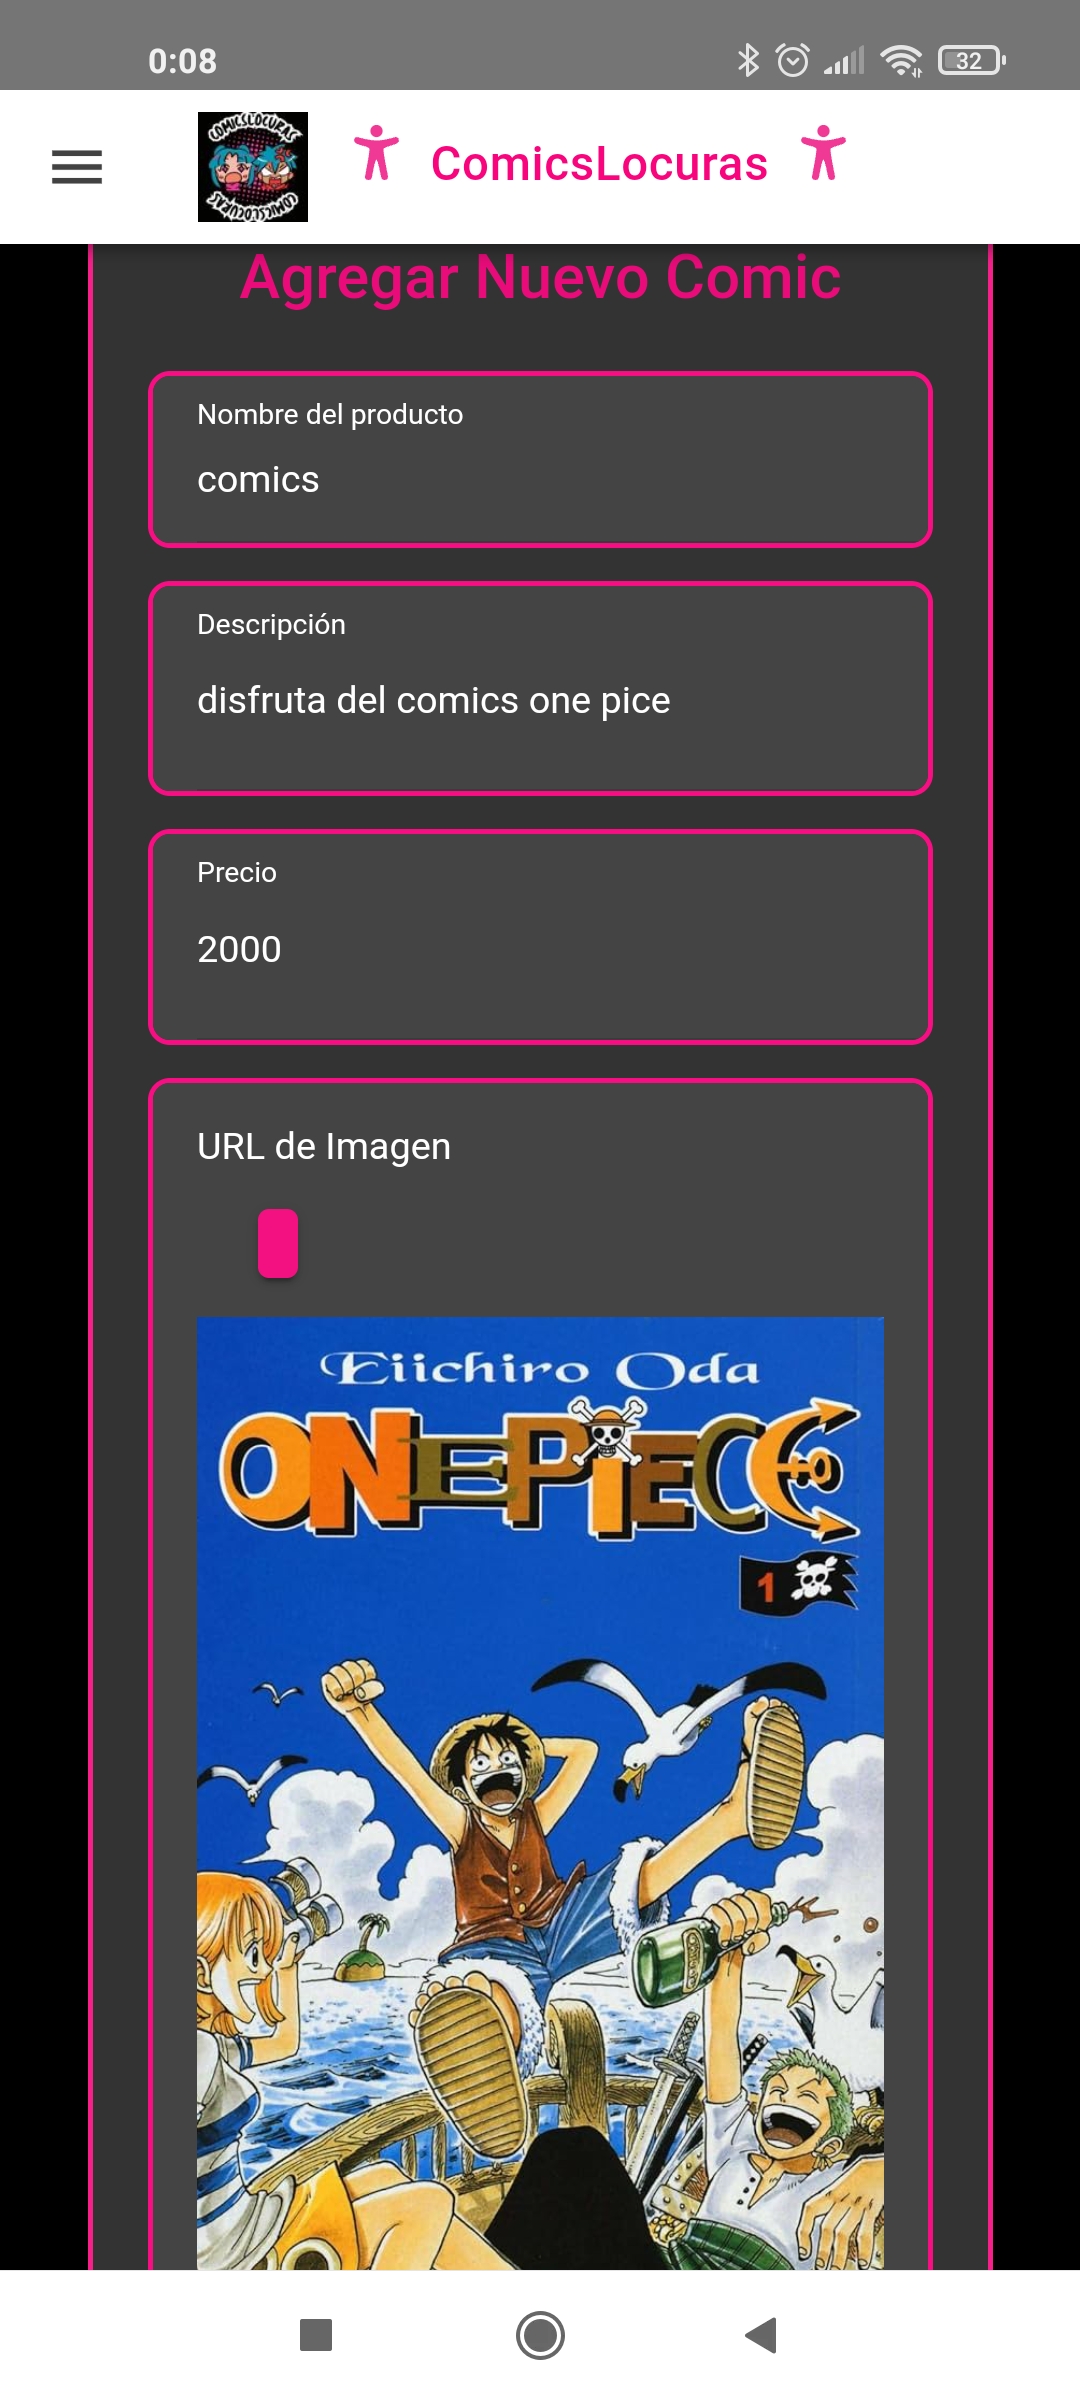 0:08
32
COMICSLOCURAS
COMICSLOCURAS
ComicsLocuras
Agregar Nuevo Comic
Nombre del producto
comics
Descripción
disfruta del comics one pice
Precio
2000
URL de Imagen
Eiichiro Oda
ONE PIECE
1